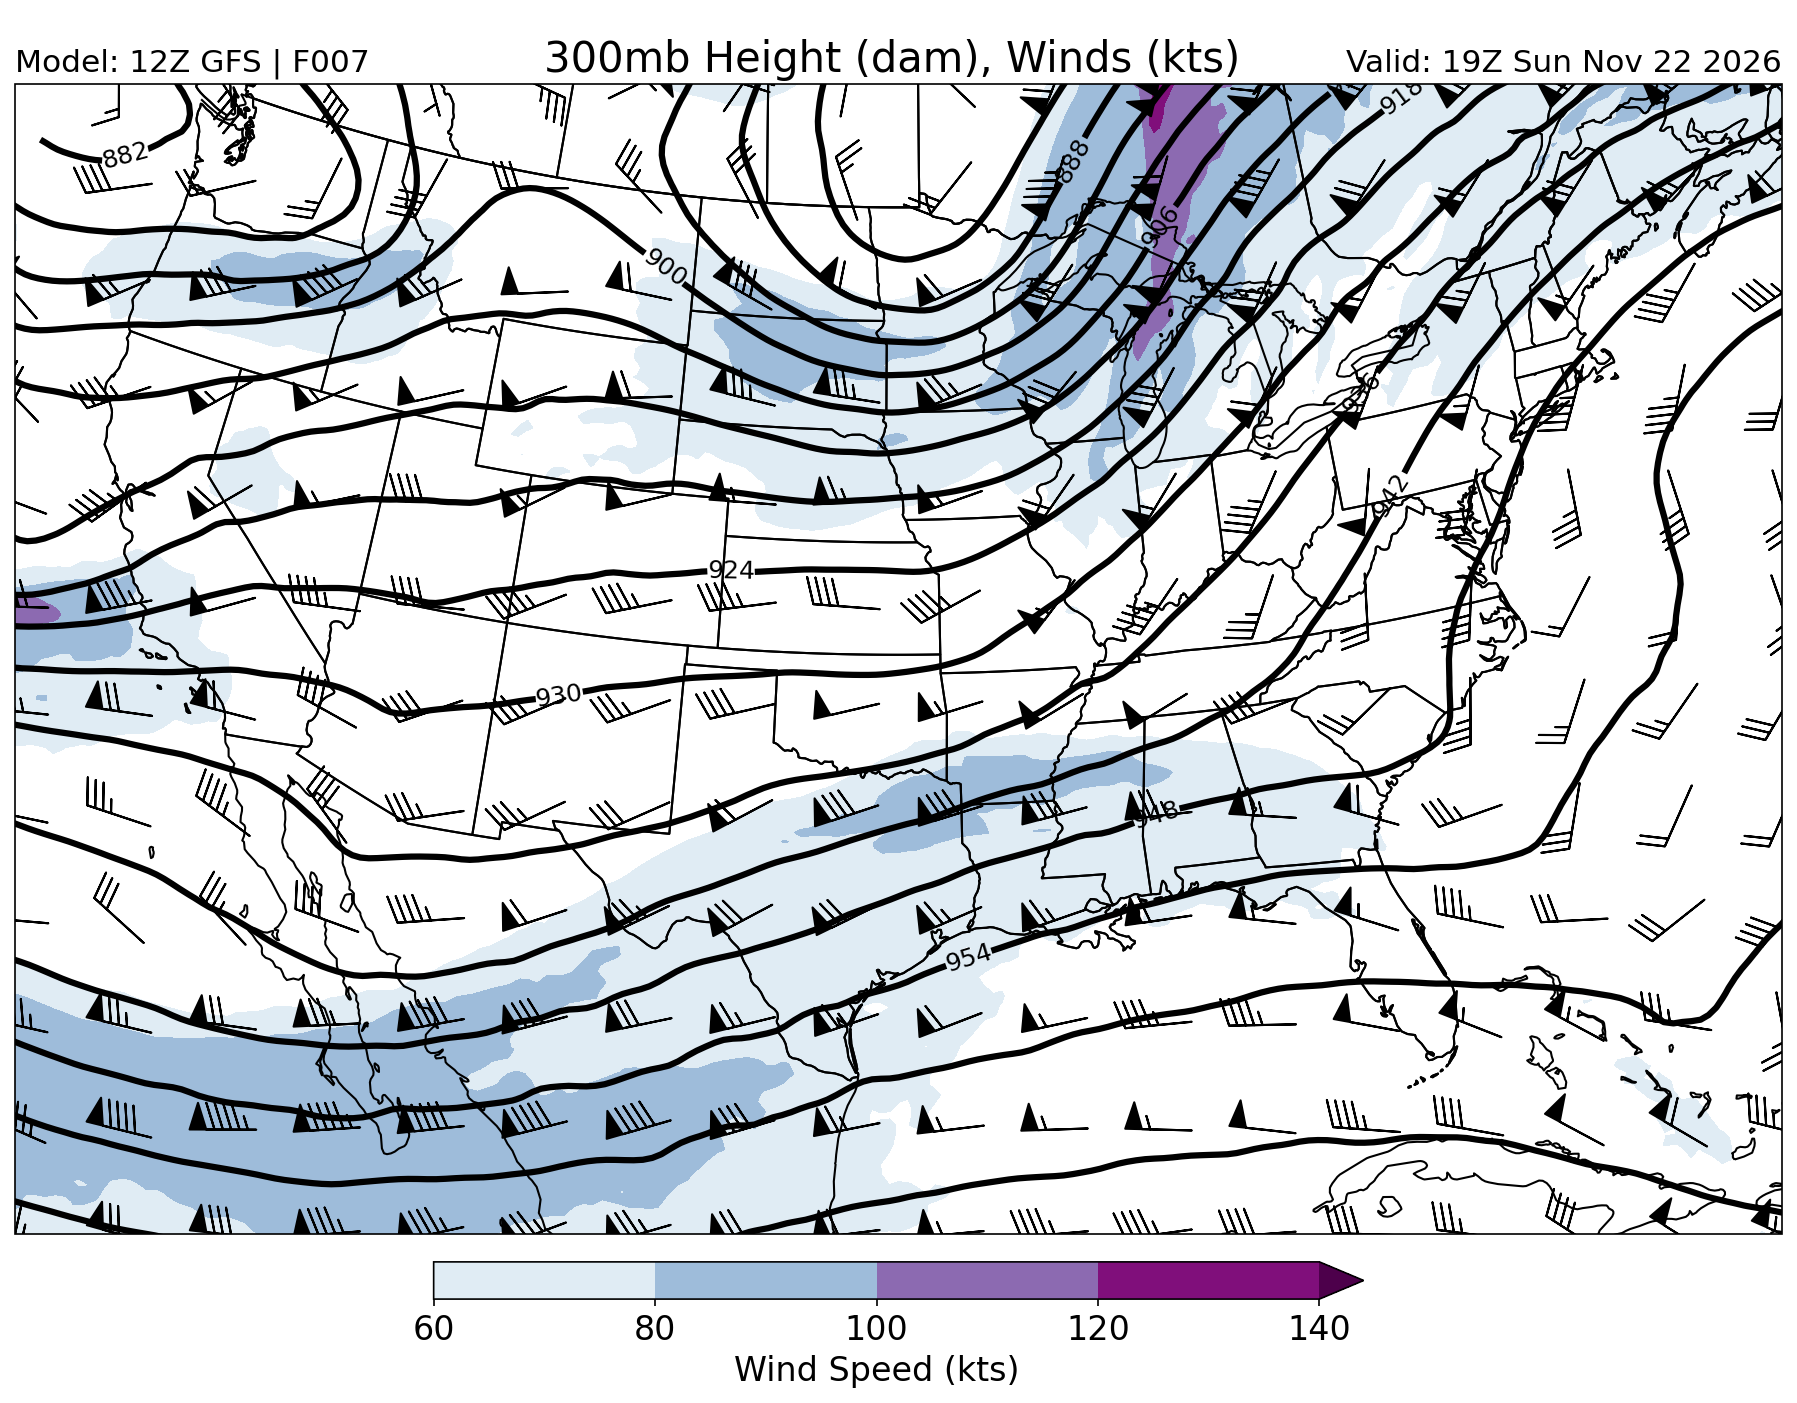 Model: 12Z GFS | F007
300mb Height (dam), Winds (kts)
Valid: 19Z Sun Nov 22 2026
918
882
888
906
900
936
942
924
930
948
954
60 80 100 120 140
Wind Speed (kts)